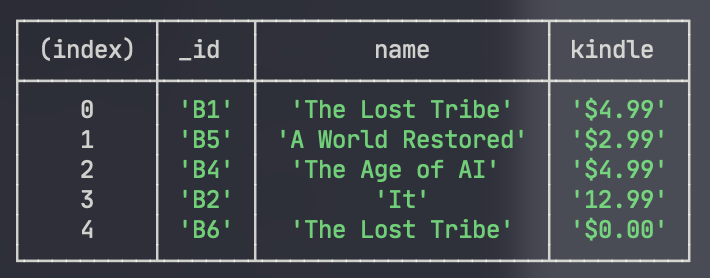 (index) _id name kindle
0 'B1' 'The Lost Tribe' '$4.99'
1 'B5' 'A World Restored' '$2.99'
2 'B4' 'The Age of AI' '$4.99'
3 'B2' 'It' '12.99'
4 'B6' 'The Lost Tribe' '$0.00'